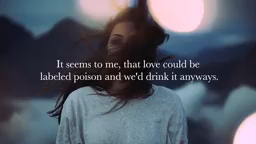 It seems to me, that love could be
labeled poison and we'd drink it anyways.